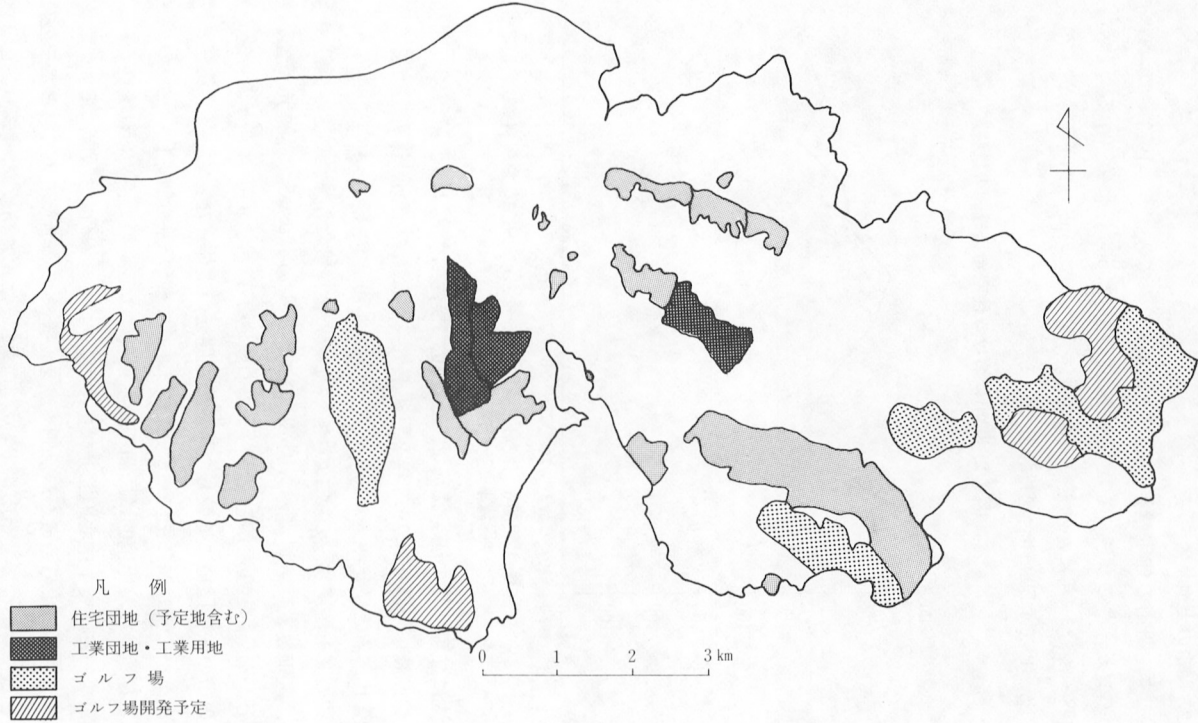 凡 例
住宅団地（予定地含む）
工業団地・工業用地
ゴルフ場
ゴルフ場開発予定
0 1 2 3 km